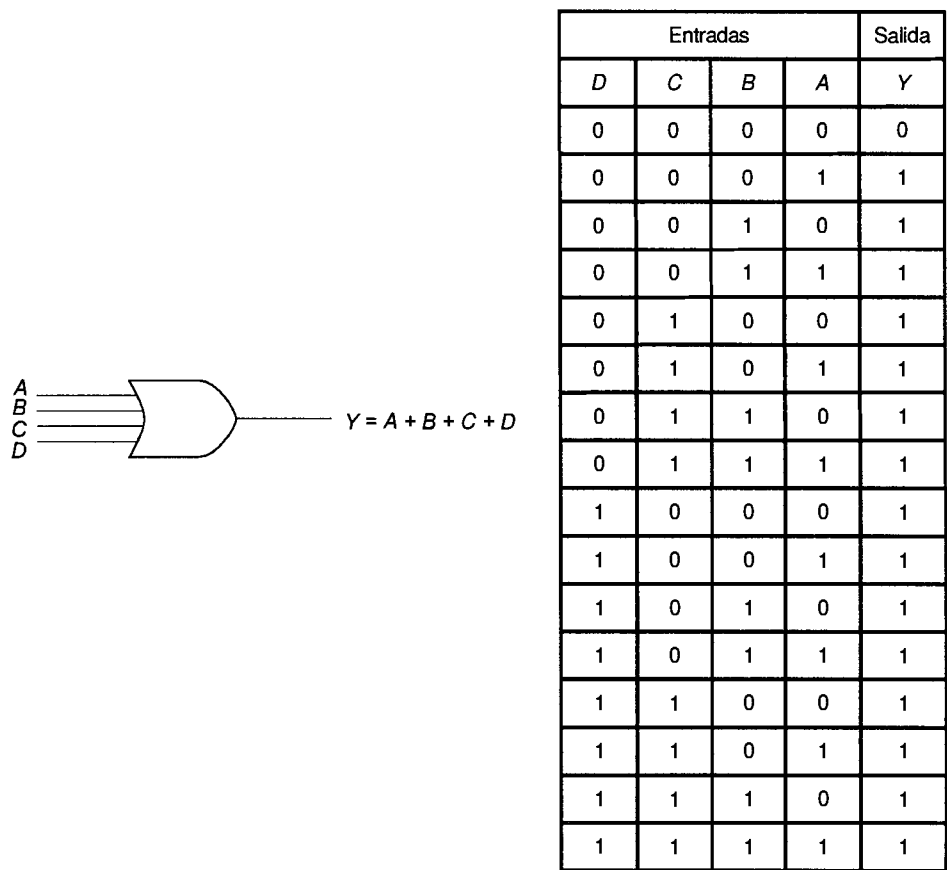 A
B
C
D
Y = A + B + C + D
Entradas Salida
D C B A Y
0 0 0 0 0
0 0 0 1 1
0 0 1 0 1
0 0 1 1 1
0 1 0 0 1
0 1 0 1 1
0 1 1 0 1
0 1 1 1 1
1 0 0 0 1
1 0 0 1 1
1 0 1 0 1
1 0 1 1 1
1 1 0 0 1
1 1 0 1 1
1 1 1 0 1
1 1 1 1 1